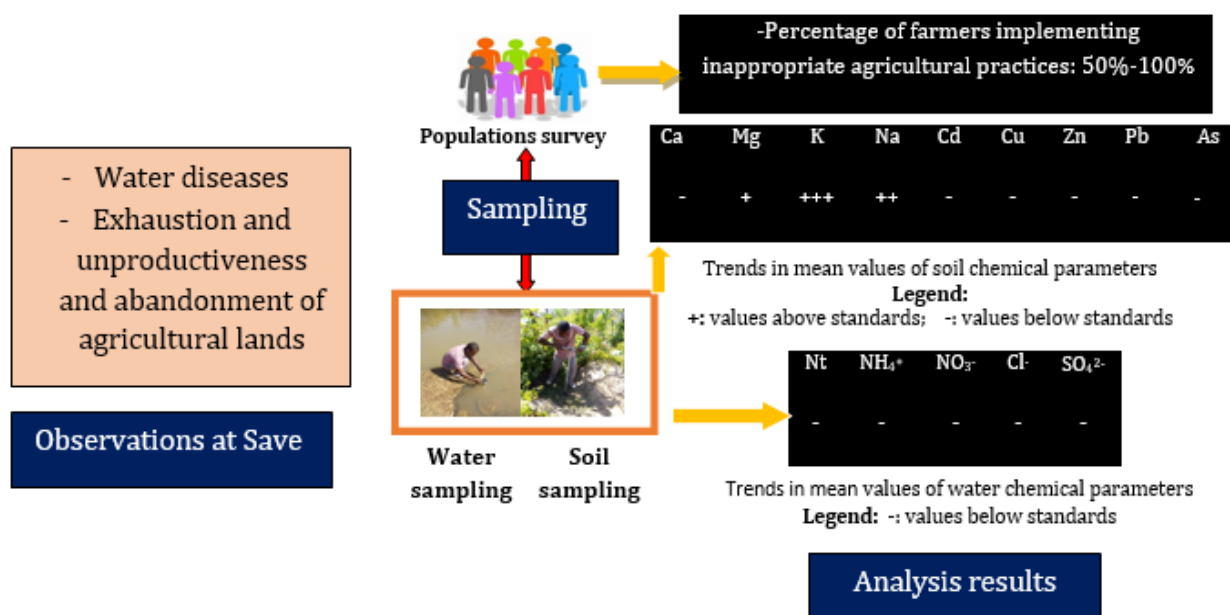 - Water diseases
- Exhaustion and
unproductiveness
and abandonment of
agricultural lands
Observations at Save
Populations survey
Sampling
Water
sampling
Soil
sampling
-Percentage of farmers implementing
inappropriate agricultural practices: 50%-100%
Ca Mg K Na Cd Cu Zn Pb As
- + +++ ++ - - - - -
Trends in mean values of soil chemical parameters
Legend:
+: values above standards; -: values below standards
Nt NH₄⁺ NO₃- Cl- SO₄²-
- - - - -
Trends in mean values of water chemical parameters
Legend: -: values below standards
Analysis results